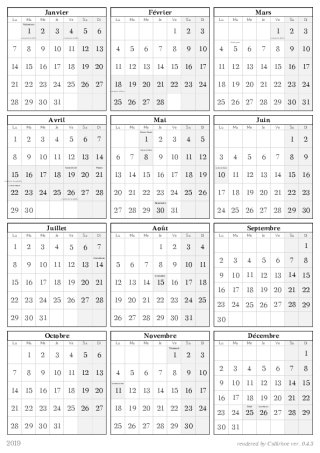 Janvier
Lu Ma Me Je Ve Sa Di
1 2 3 4 5 6
7 8 9 10 11 12 13
14 15 16 17 18 19 20
21 22 23 24 25 26 27
28 29 30 31
Février
Lu Ma Me Je Ve Sa Di
1 2 3
4 5 6 7 8 9 10
11 12 13 14 15 16 17
18 19 20 21 22 23 24
25 26 27 28
Mars
Lu Ma Me Je Ve Sa Di
1 2 3
4 5 6 7 8 9 10
11 12 13 14 15 16 17
18 19 20 21 22 23 24
25 26 27 28 29 30 31
Avril
Lu Ma Me Je Ve Sa Di
1 2 3 4 5 6 7
8 9 10 11 12 13 14
15 16 17 18 19 20 21
22 23 24 25 26 27 28
29 30
Mai
Lu Ma Me Je Ve Sa Di
1 2 3 4 5
6 7 8 9 10 11 12
13 14 15 16 17 18 19
20 21 22 23 24 25 26
27 28 29 30 31
Juin
Lu Ma Me Je Ve Sa Di
1 2
3 4 5 6 7 8 9
10 11 12 13 14 15 16
17 18 19 20 21 22 23
24 25 26 27 28 29 30
Juillet
Lu Ma Me Je Ve Sa Di
1 2 3 4 5 6 7
8 9 10 11 12 13 14
15 16 17 18 19 20 21
22 23 24 25 26 27 28
29 30 31
Août
Lu Ma Me Je Ve Sa Di
1 2 3 4
5 6 7 8 9 10 11
12 13 14 15 16 17 18
19 20 21 22 23 24 25
26 27 28 29 30 31
Septembre
Lu Ma Me Je Ve Sa Di
1
2 3 4 5 6 7 8
9 10 11 12 13 14 15
16 17 18 19 20 21 22
23 24 25 26 27 28 29
30
Octobre
Lu Ma Me Je Ve Sa Di
1 2 3 4 5 6
7 8 9 10 11 12 13
14 15 16 17 18 19 20
21 22 23 24 25 26 27
28 29 30 31
Novembre
Lu Ma Me Je Ve Sa Di
1 2 3
4 5 6 7 8 9 10
11 12 13 14 15 16 17
18 19 20 21 22 23 24
25 26 27 28 29 30
Décembre
Lu Ma Me Je Ve Sa Di
1
2 3 4 5 6 7 8
9 10 11 12 13 14 15
16 17 18 19 20 21 22
23 24 25 26 27 28 29
30 31
2019
rendered by Calkrine ver. 0.4.3